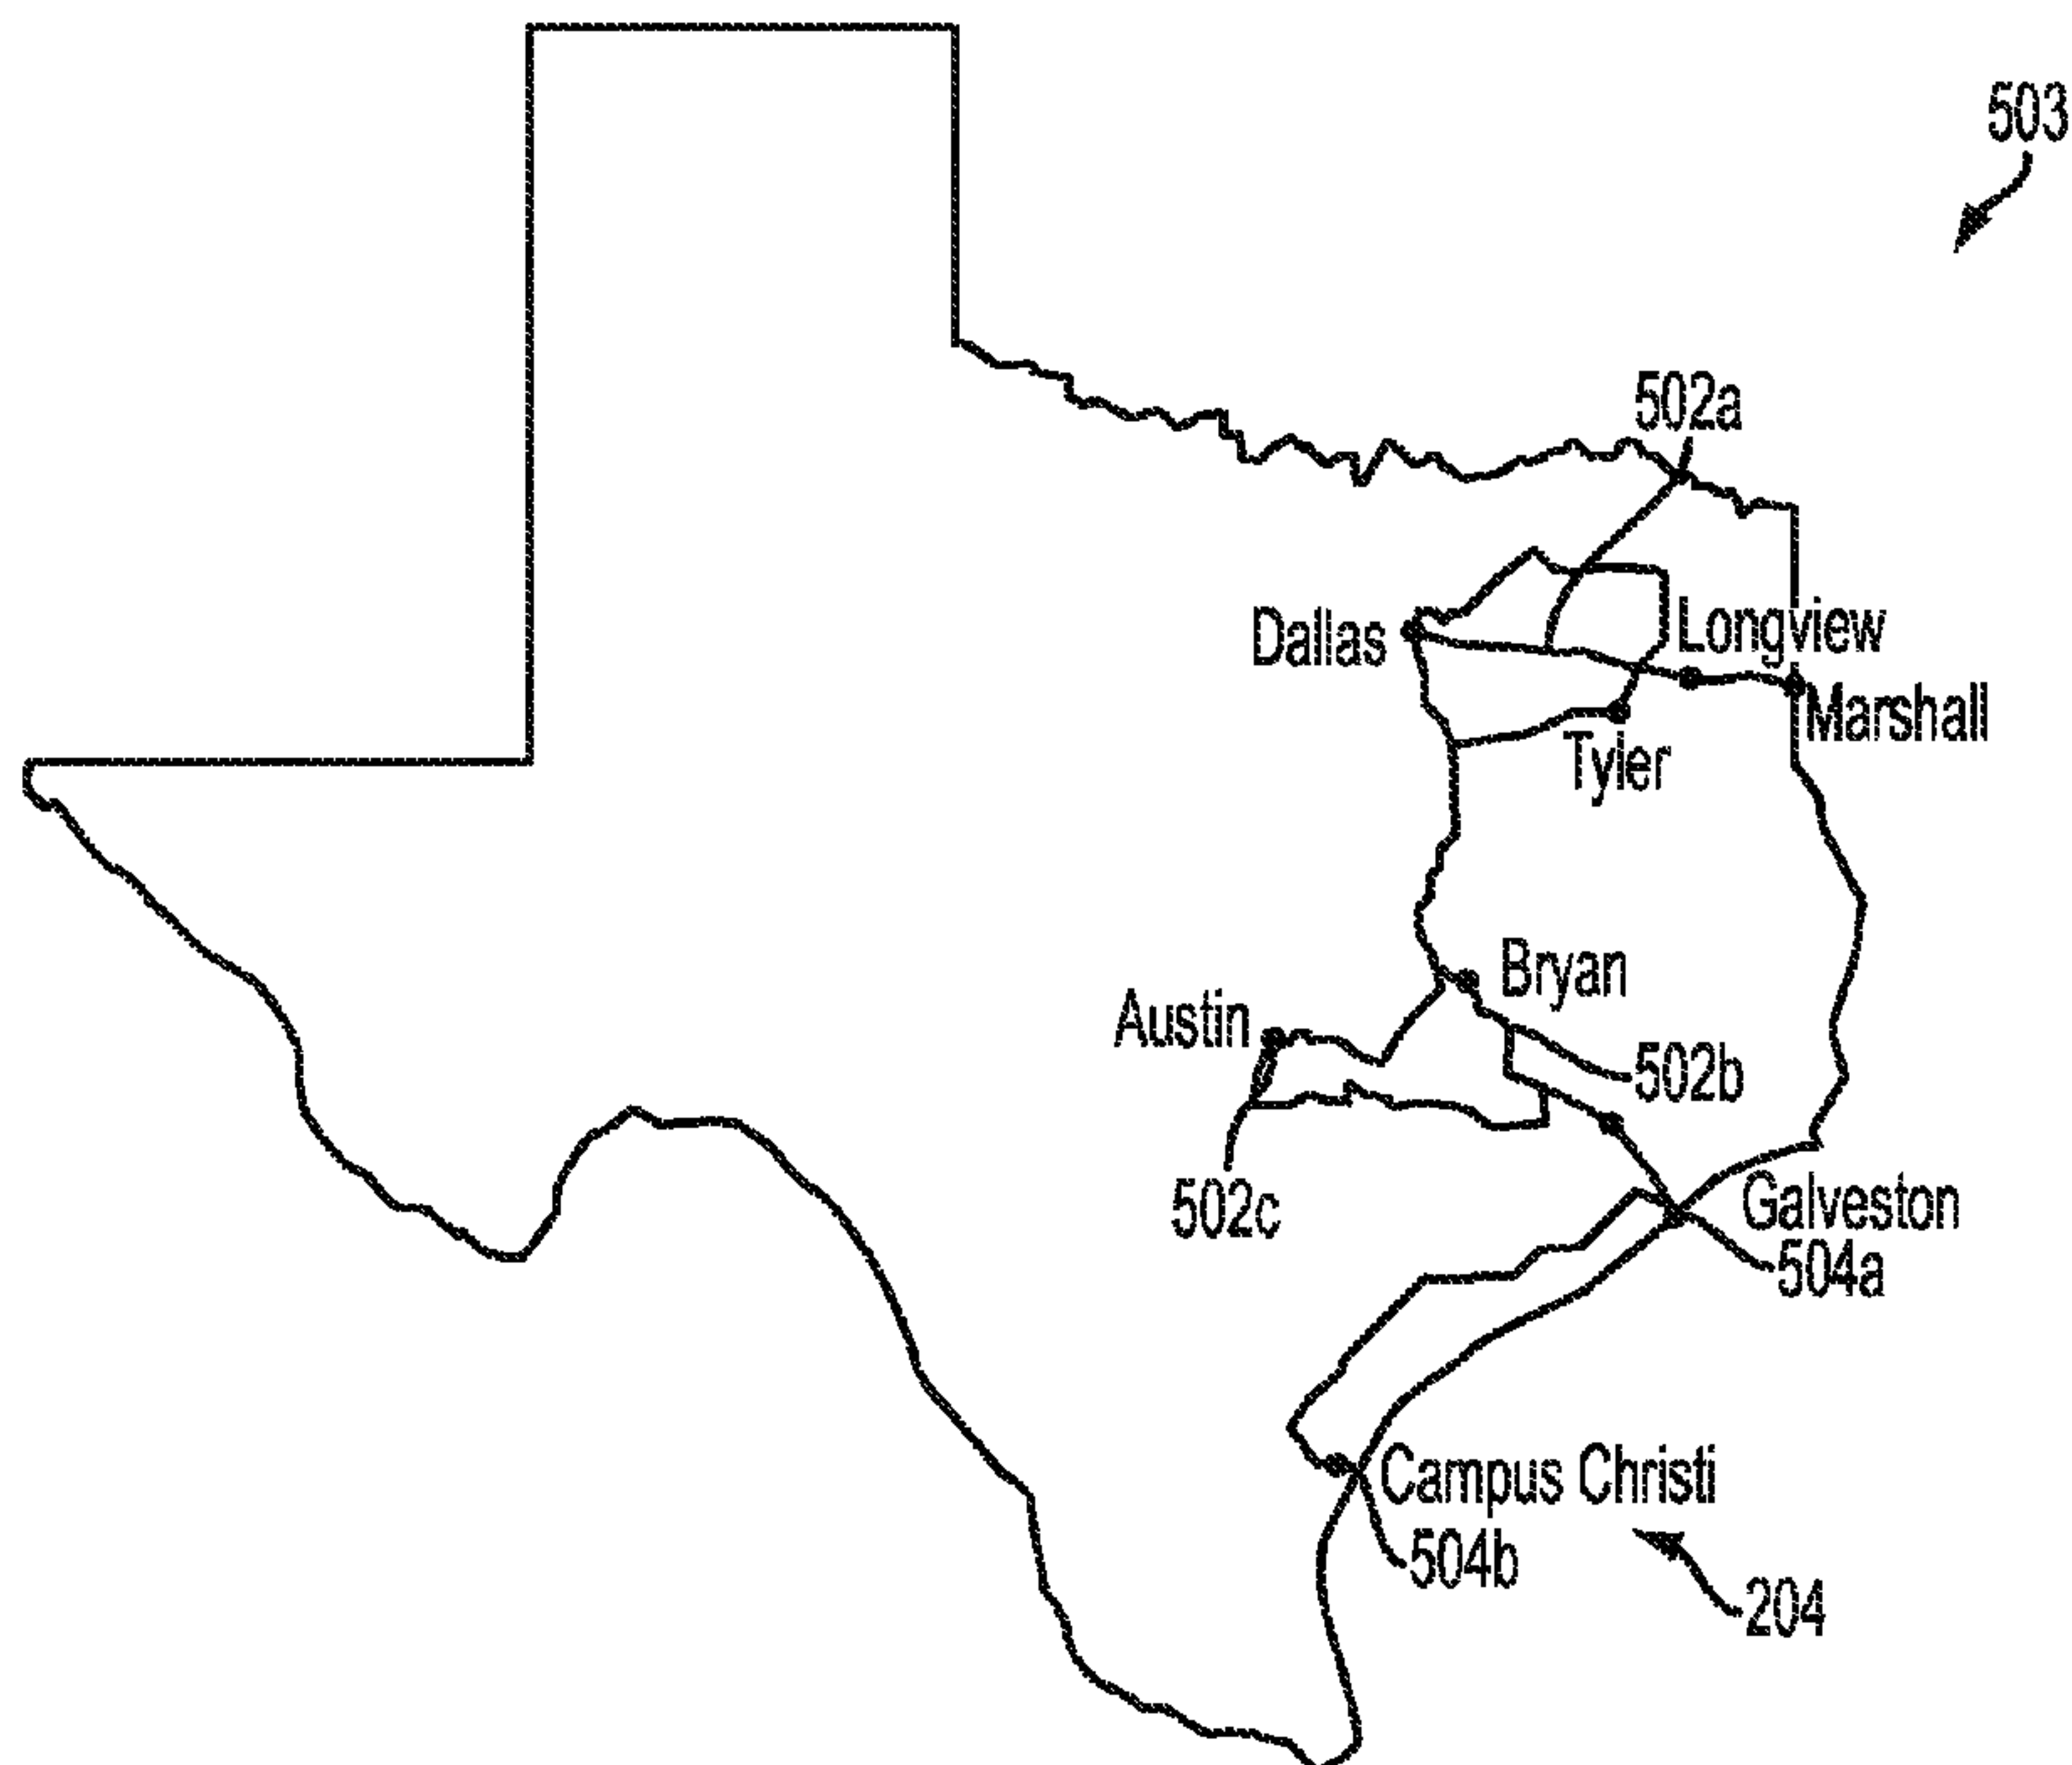 503
502a
Dallas
Longview
Marshall
Tyler
Bryan
Austin
502b
502c
Galveston
504a
Campus Christi
504b
204